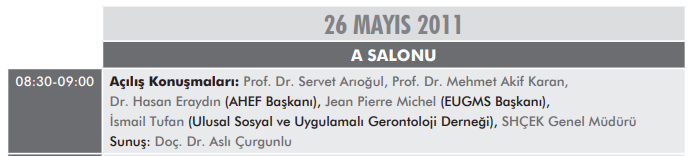 26 MAYIS 2011
A SALONU
08:30-09:00
Açılış Konuşmaları: Prof. Dr. Servet Arıoğul, Prof. Dr. Mehmet Akif Karan,
Dr. Hasan Eraydın (AHEF Başkanı), Jean Pierre Michel (EUGMS Başkanı),
İsmail Tufan (Ulusal Sosyal ve Uygulamalı Gerontoloji Derneği), SHÇEK Genel Müdürü
Sunuş: Doç. Dr. Aslı Çurgunlu